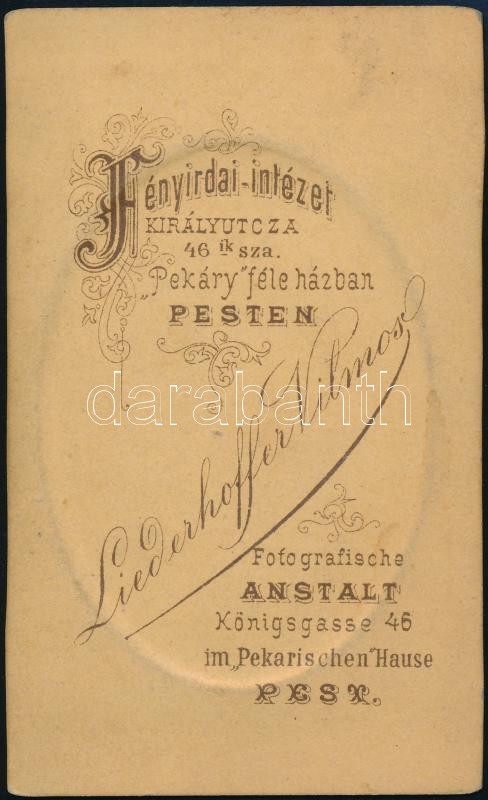 Fényirdai-intézet
KIRÁLYUTCZA
46 ik sza.
„Pekáry” féle házban
PESTEN
darabanth
Liederhoffer Vilmos
Fotografische
ANSTALT
Königsgasse 46
im „Pekarischen” Hause
PEST.